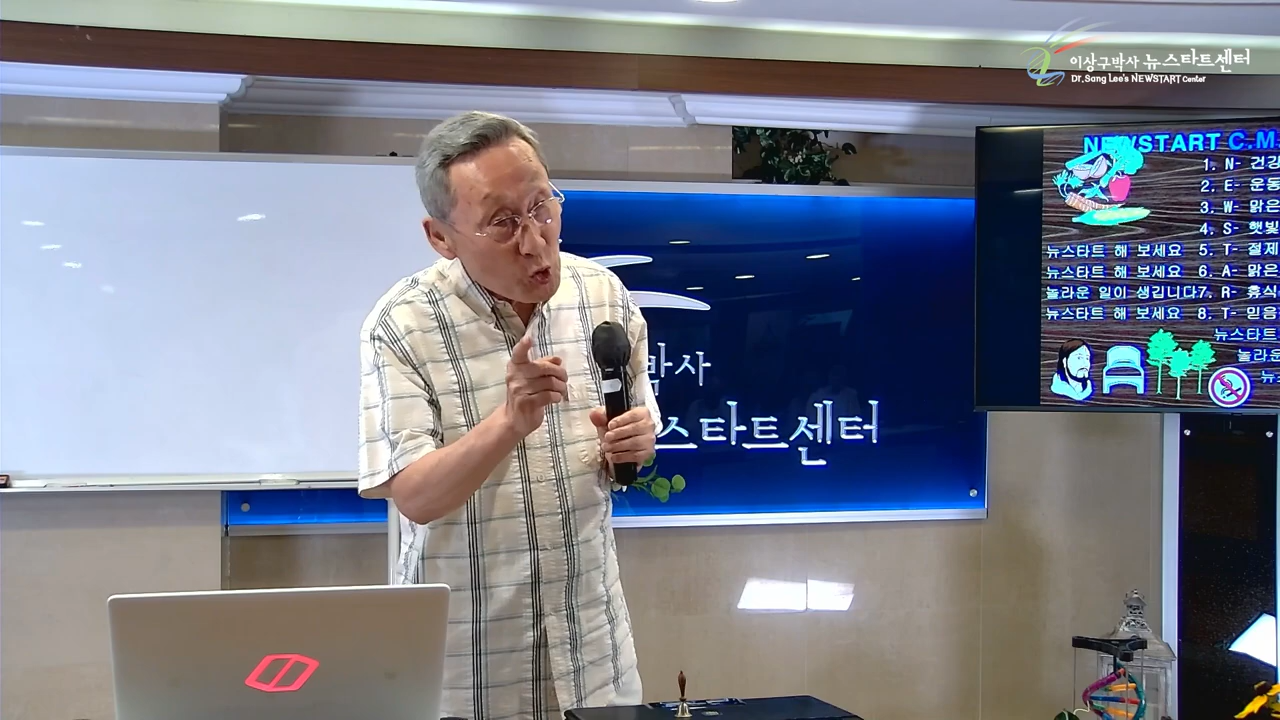 이상구박사 뉴스타트센터
Dr. Sang Lee's NEWSTART Center
NEWSTART C.M
1. N- 건강
2. E- 운동
3. W- 맑은
4. S- 햇빛
뉴스타트 해 보세요 5. T- 절제
뉴스타트 해 보세요 6. A- 맑은
놀라운 일이 생깁니다7. R- 휴식
뉴스타트 해 보세요 8. T- 믿음
뉴스타트
놀라운
뉴
박사
스타트센터